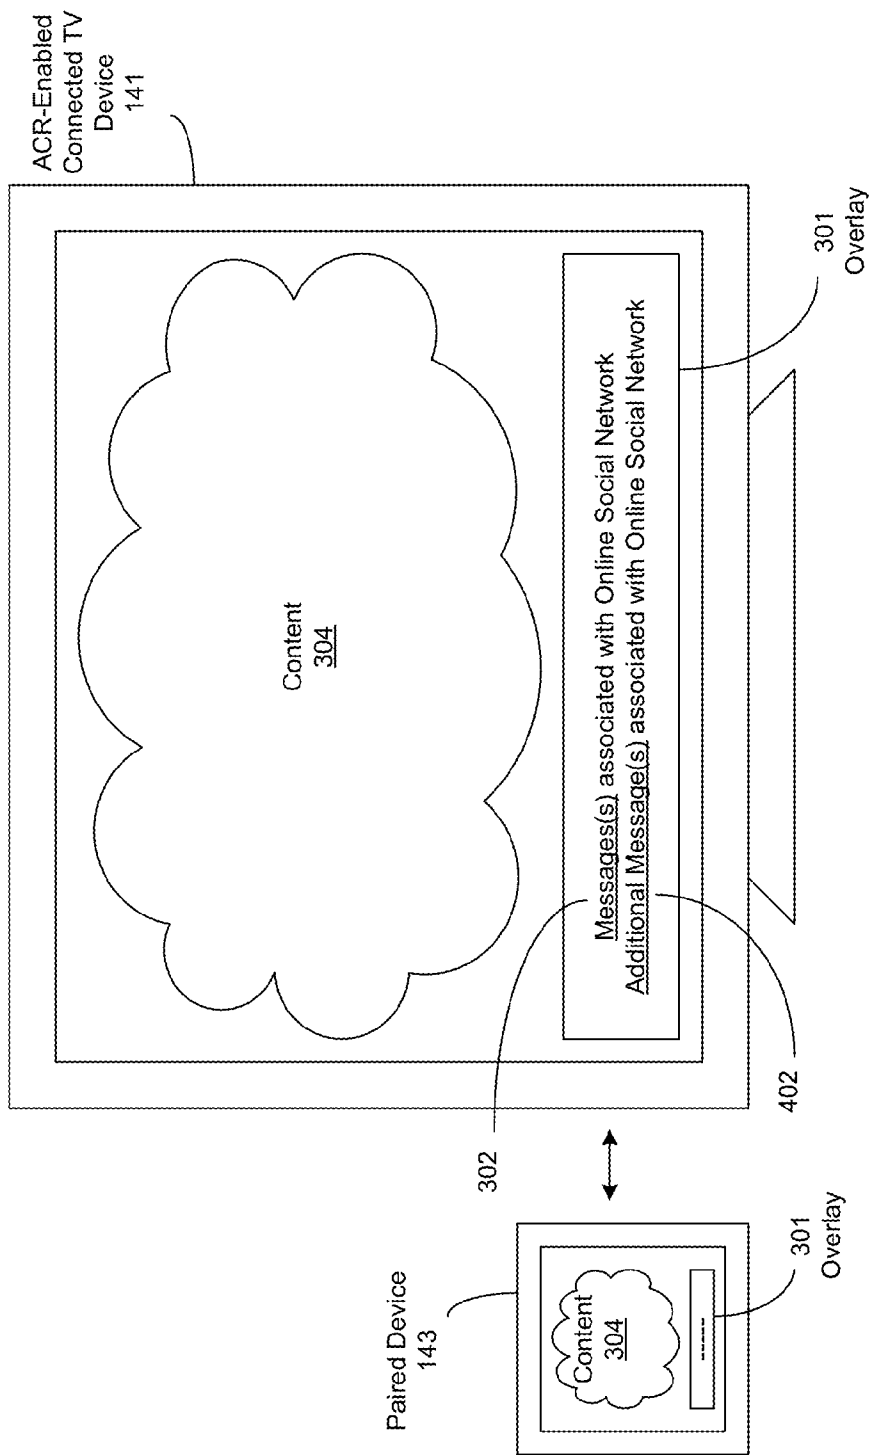 ACR-Enabled
Connected TV
Device
141
Paired Device
143
Content
304
Content
304
302
Messages(s) associated with Online Social Network
Additional Message(s) associated with Online Social Network
402
301
Overlay
-----
301
Overlay